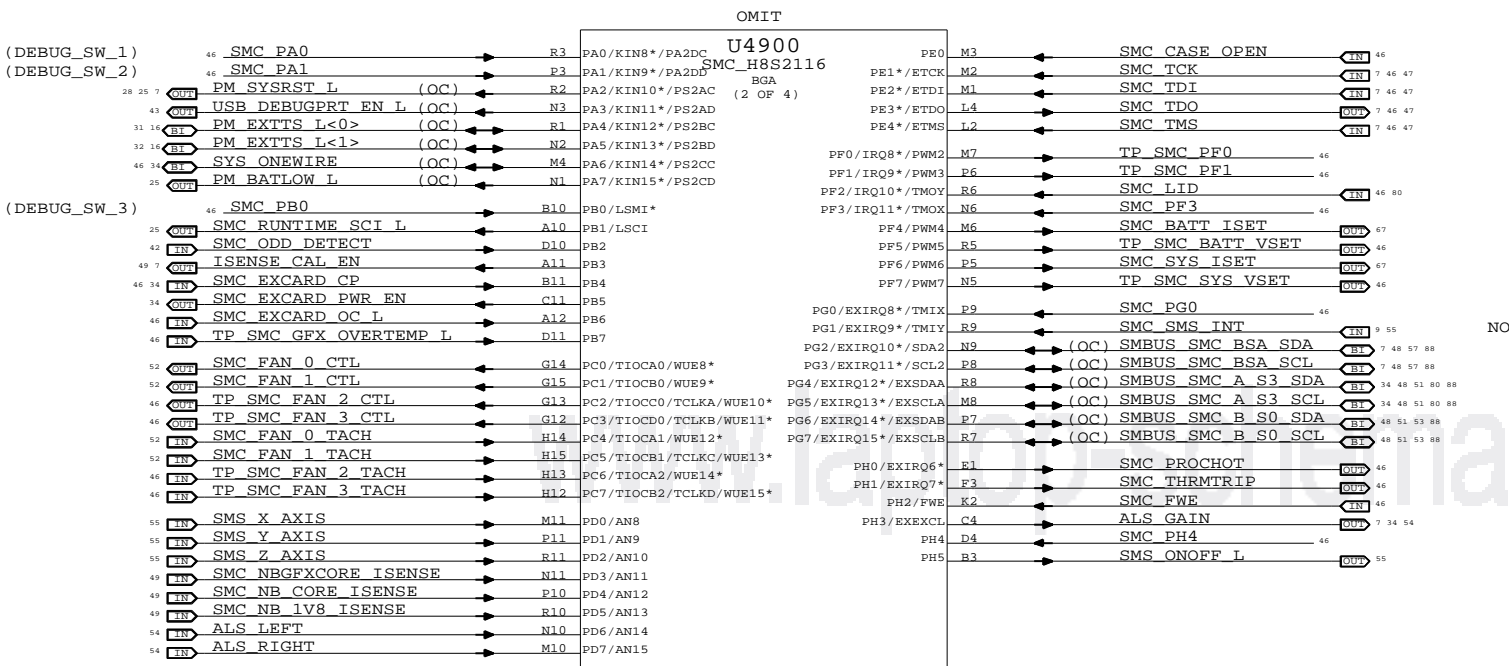 OMIT
U4900
SMC_H8S2116
BGA
(2 OF 4)
(DEBUG_SW_1) 46 SMC_PA0 R3 PA0/KIN8*/PA2DC
(DEBUG_SW_2) 46 SMC_PA1 P3 PA1/KIN9*/PA2DD
28 25 7 OUT PM_SYSRST_L (OC) R2 PA2/KIN10*/PS2AC
43 OUT USB_DEBUGPRT_EN_L (OC) N3 PA3/KIN11*/PS2AD
31 16 BI PM_EXTTS_L<0> (OC) R1 PA4/KIN12*/PS2BC
32 16 BI PM_EXTTS_L<1> (OC) N2 PA5/KIN13*/PS2BD
46 34 BI SYS_ONEWIRE (OC) M4 PA6/KIN14*/PS2CC
25 OUT PM_BATLOW_L (OC) N1 PA7/KIN15*/PS2CD
(DEBUG_SW_3) 46 SMC_PB0 B10 PB0/LSMI*
25 OUT SMC_RUNTIME_SCI_L A10 PB1/LSCI
42 IN SMC_ODD_DETECT D10 PB2
49 7 OUT ISENSE_CAL_EN A11 PB3
46 34 IN SMC_EXCARD_CP B11 PB4
34 OUT SMC_EXCARD_PWR_EN C11 PB5
46 IN SMC_EXCARD_OC_L A12 PB6
46 IN TP_SMC_GFX_OVERTEMP_L D11 PB7
52 OUT SMC_FAN_0_CTL G14 PC0/TIOCA0/WUE8*
52 OUT SMC_FAN_1_CTL G15 PC1/TIOCB0/WUE9*
46 OUT TP_SMC_FAN_2_CTL G13 PC2/TIOCC0/TCLKA/WUE10*
46 OUT TP_SMC_FAN_3_CTL G12 PC3/TIOCD0/TCLKB/WUE11*
52 IN SMC_FAN_0_TACH H14 PC4/TIOCA1/WUE12*
52 IN SMC_FAN_1_TACH H15 PC5/TIOCB1/TCLKC/WUE13*
46 IN TP_SMC_FAN_2_TACH H13 PC6/TIOCA2/WUE14*
46 IN TP_SMC_FAN_3_TACH H12 PC7/TIOCB2/TCLKD/WUE15*
55 IN SMS_X_AXIS M11 PD0/AN8
55 IN SMS_Y_AXIS P11 PD1/AN9
55 IN SMS_Z_AXIS R11 PD2/AN10
49 IN SMC_NBGFXCORE_ISENSE N11 PD3/AN11
49 IN SMC_NB_CORE_ISENSE P10 PD4/AN12
49 IN SMC_NB_1V8_ISENSE R10 PD5/AN13
54 IN ALS_LEFT N10 PD6/AN14
54 IN ALS_RIGHT M10 PD7/AN15
PE0 M3 SMC_CASE_OPEN IN 46
PE1*/ETCK M2 SMC_TCK IN 7 46 47
PE2*/ETDI M1 SMC_TDI IN 7 46 47
PE3*/ETDO L4 SMC_TDO OUT 7 46 47
PE4*/ETMS L2 SMC_TMS IN 7 46 47
PF0/IRQ8*/PWM2 M7 TP_SMC_PF0 46
PF1/IRQ9*/PWM3 P6 TP_SMC_PF1 46
PF2/IRQ10*/TMOY R6 SMC_LID IN 46 80
PF3/IRQ11*/TMOX N6 SMC_PF3 46
PF4/PWM4 M6 SMC_BATT_ISET OUT 67
PF5/PWM5 R5 TP_SMC_BATT_VSET OUT 46
PF6/PWM6 P5 SMC_SYS_ISET OUT 67
PF7/PWM7 N5 TP_SMC_SYS_VSET OUT 46
PG0/EXIRQ8*/TMIX P9 SMC_PG0 46
PG1/EXIRQ9*/TMIY R9 SMC_SMS_INT IN 9 55 NO
PG2/EXIRQ10*/SDA2 N9 (OC) SMBUS_SMC_BSA_SDA BI 7 48 57 88
PG3/EXIRQ11*/SCL2 P8 (OC) SMBUS_SMC_BSA_SCL BI 7 48 57 88
PG4/EXIRQ12*/EXSDAA R8 (OC) SMBUS_SMC_A_S3_SDA BI 34 48 51 80 88
PG5/EXIRQ13*/EXSCLA M8 (OC) SMBUS_SMC_A_S3_SCL BI 34 48 51 80 88
PG6/EXIRQ14*/EXSDAB P7 (OC) SMBUS_SMC_B_S0_SDA BI 48 51 53 88
PG7/EXIRQ15*/EXSCLB R7 (OC) SMBUS_SMC_B_S0_SCL BI 48 51 53 88
PH0/EXIRQ6* E1 SMC_PROCHOT OUT 46
PH1/EXIRQ7* F3 SMC_THRMTRIP OUT 46
PH2/FWE K2 SMC_FWE IN 46
PH3/EXEXCL C4 ALS_GAIN OUT 7 34 54
PH4 D4 SMC_PH4 46
PH5 B3 SMS_ONOFF_L OUT 55
www.laptop-schema